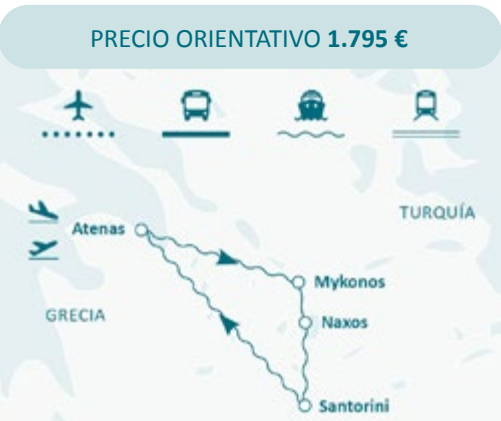 PRECIO ORIENTATIVO 1.795 €
TURQUÍA
Atenas
Mykonos
GRECIA
Naxos
Santorini